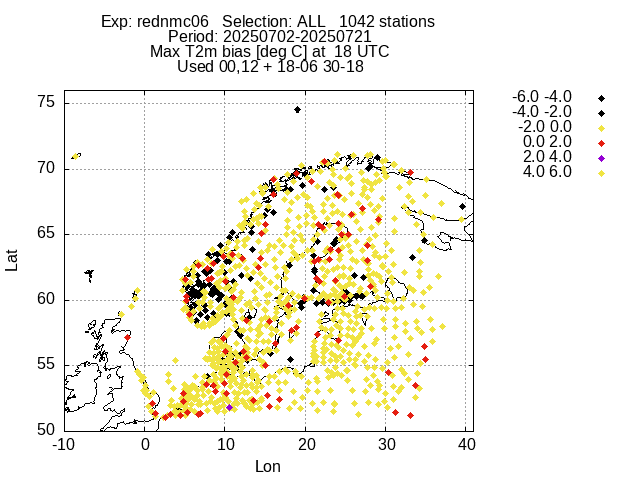 Exp: rednmc06   Selection: ALL   1042 stations
Period: 20250702-20250721
Max T2m bias [deg C] at  18 UTC
Used 00,12 + 18-06 30-18
-6.0 -4.0
-4.0 -2.0
-2.0 0.0
0.0 2.0
2.0 4.0
4.0 6.0
75
70
65
60
55
50
Lat
-10 0 10 20 30 40
Lon